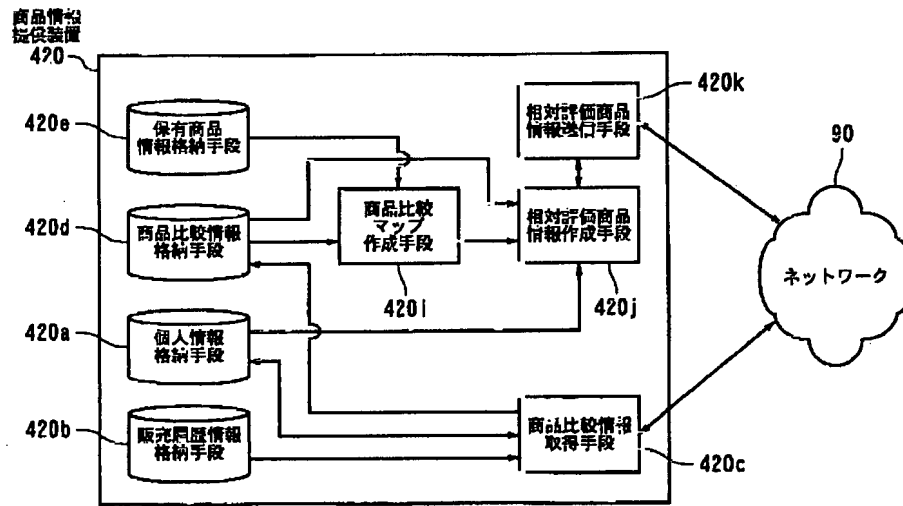 商品情報
提供装置
420
420e
保有商品
情報格納手段
420d
商品比較情報
格納手段
420a
個人情報
格納手段
420b
販売履歴情報
格納手段
商品比較
マップ
作成手段
420i
相対評価商品
情報送信手段
420k
相対評価商品
情報作成手段
420j
商品比較情報
取得手段
420c
90
ネットワーク